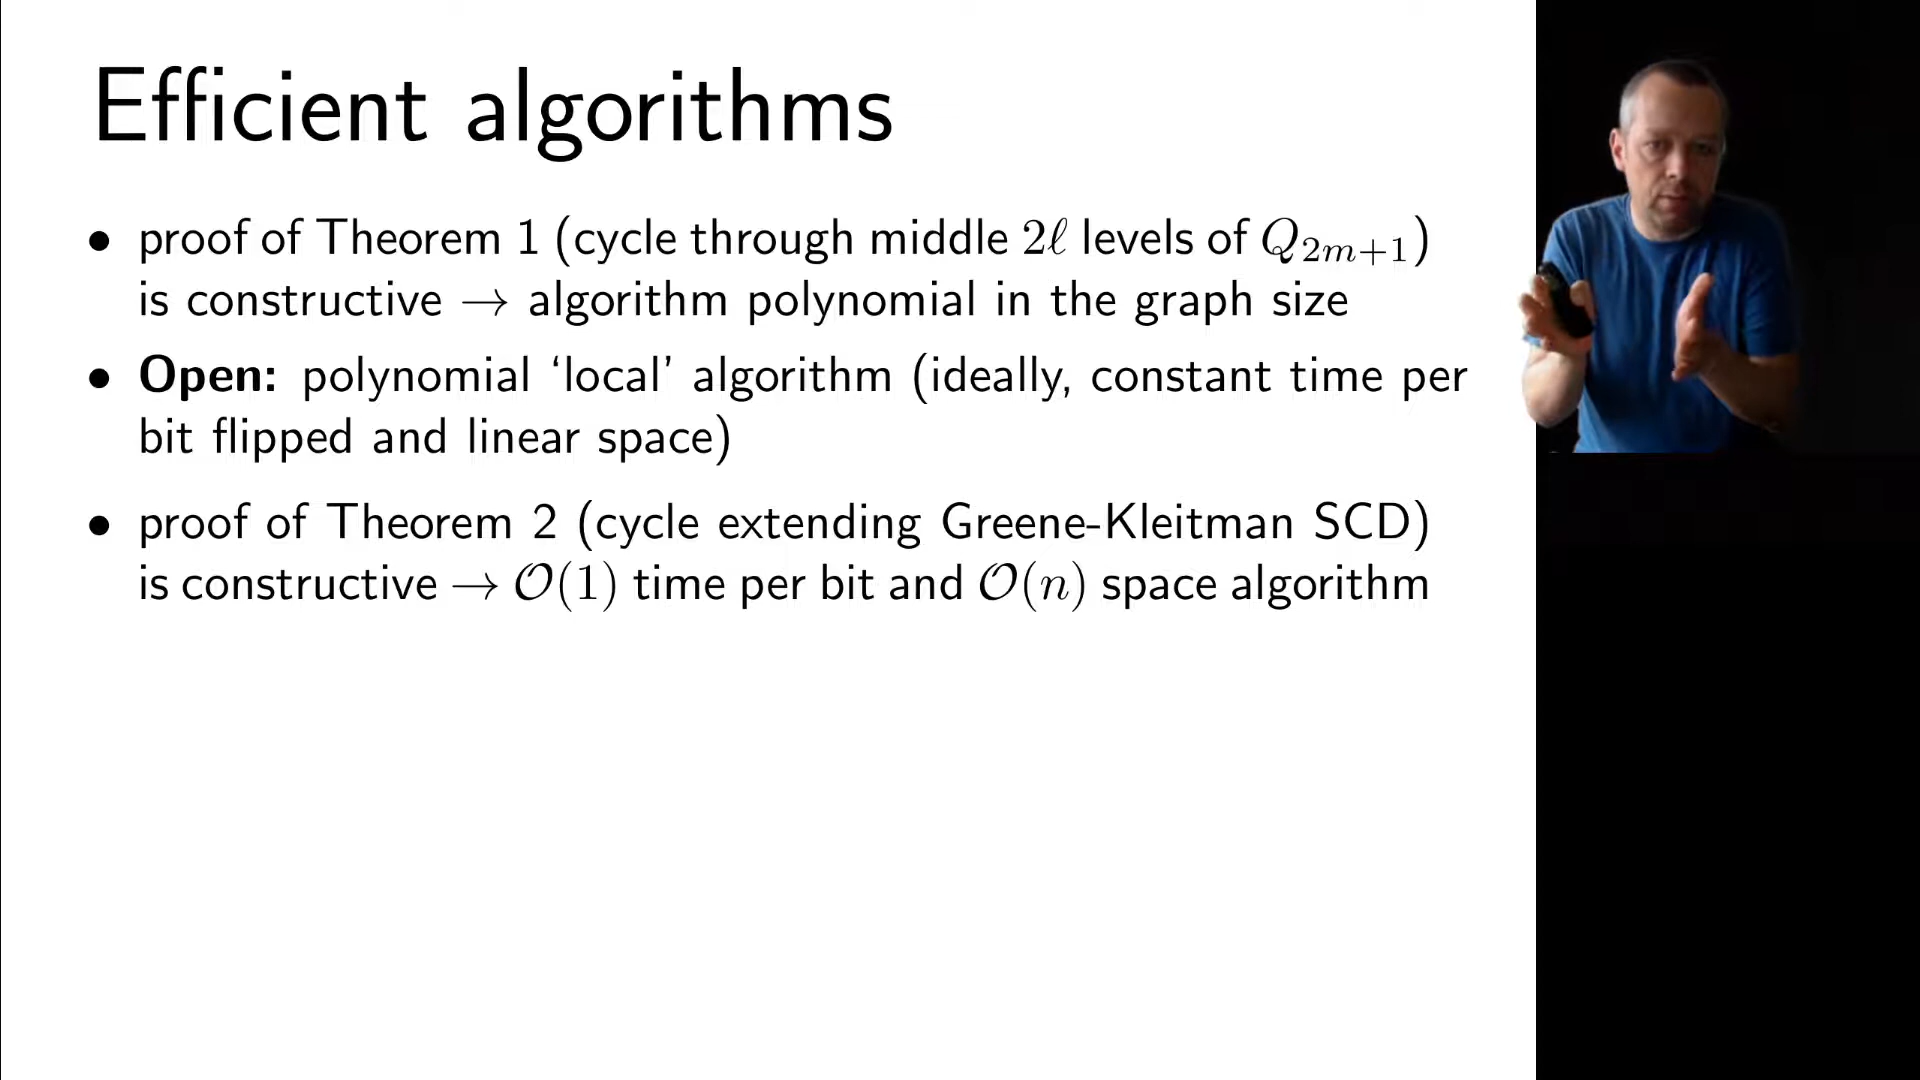 Efficient algorithms
• proof of Theorem 1 (cycle through middle 2ℓ levels of Q₂ₘ₊₁)
is constructive → algorithm polynomial in the graph size
• Open: polynomial ‘local’ algorithm (ideally, constant time per
bit flipped and linear space)
• proof of Theorem 2 (cycle extending Greene-Kleitman SCD)
is constructive → 𝒪(1) time per bit and 𝒪(n) space algorithm